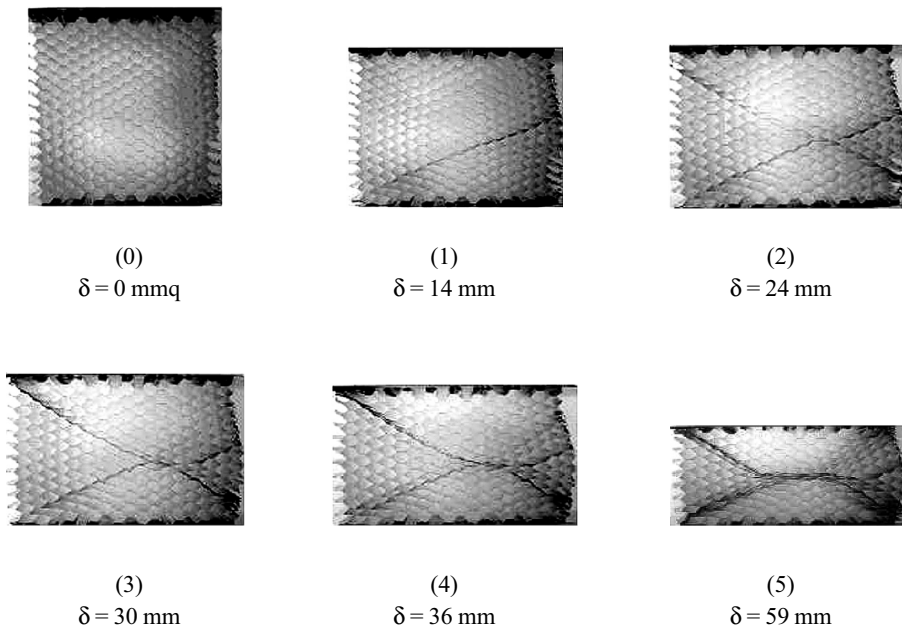 (0)
δ = 0 mmq
(1)
δ = 14 mm
(2)
δ = 24 mm
(3)
δ = 30 mm
(4)
δ = 36 mm
(5)
δ = 59 mm